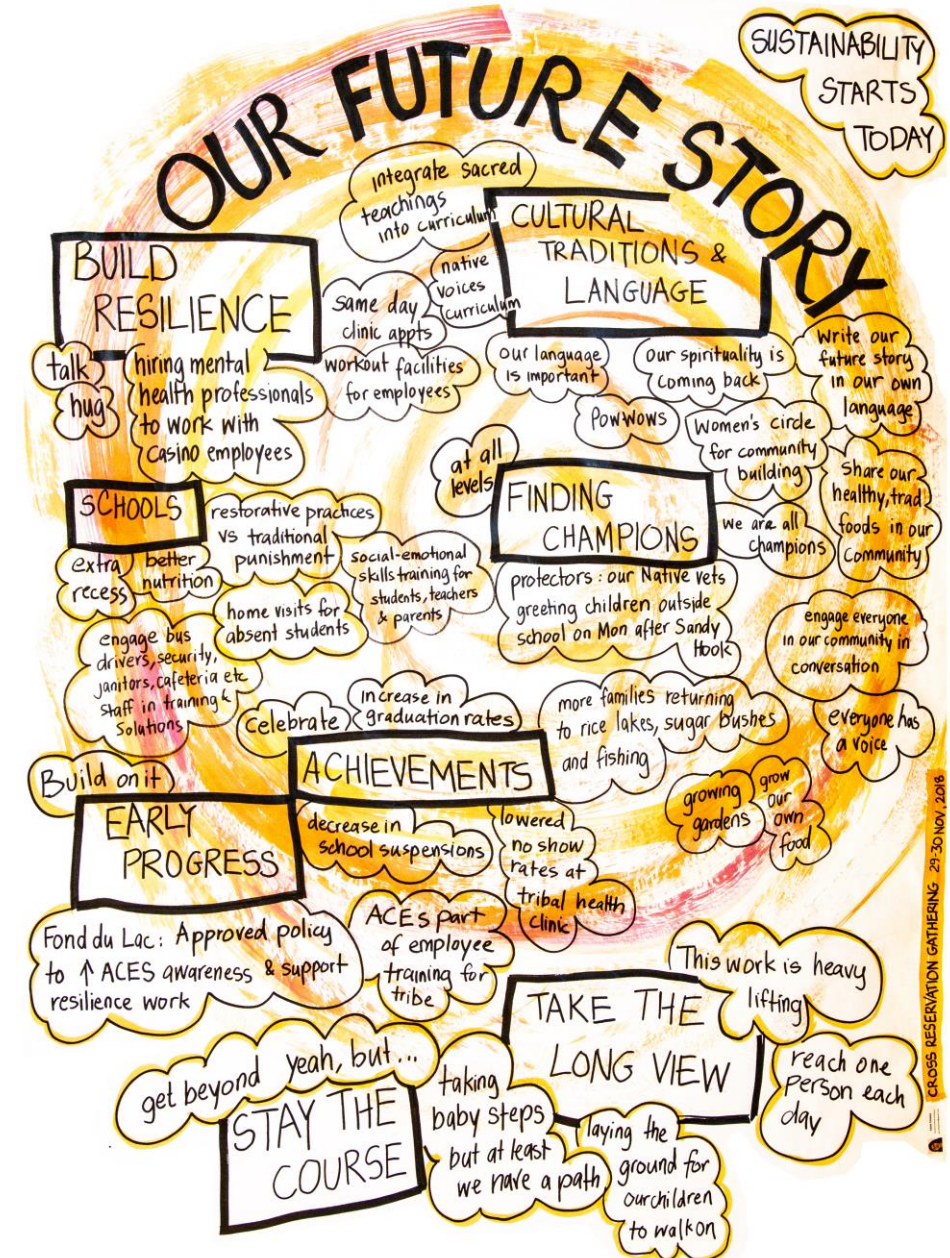 OUR FUTURE STORY
SUSTAINABILITY
STARTS
TODAY
integrate sacred
teachings
into curriculum
CULTURAL
TRADITIONS &
LANGUAGE
native
voices
curriculum
BUILD
RESILIENCE
same day
clinic appts
talk
hug
hiring mental
health professionals
to work with
casino employees
workout facilities
for employees
Our language
is important
Our spirituality is
coming back
Write our
future story
in our own
language
Pow-wows
Women's circle
for community
building
at all
levels
FINDING
CHAMPIONS
we are all
champions
Share our
healthy, trad.
foods in our
Community
SCHOOLS
restorative practices
vs traditional
punishment
extra
recess
better
nutrition
social-emotional
skills training for
students, teachers
& parents
home visits for
absent students
protectors: our Native vets
greeting children outside
school on Mon after Sandy
Hook
engage everyone
in our community in
conversation
engage bus
drivers, security,
janitors, cafeteria etc
staff in training &
solutions
celebrate
increase in
graduation rates
more families returning
to rice lakes, sugar bushes
and fishing
everyone has
a voice
ACHIEVEMENTS
Build on it
EARLY
PROGRESS
decrease in
school suspensions
lowered
no show
rates at
tribal health
clinic
growing
gardens
grow
our
own
food
Fond du Lac: Approved policy
to ↑ ACES awareness & support
resilience work
ACEs part
of employee
training for
tribe
This work is heavy
lifting
TAKE THE
LONG VIEW
reach one
person each
day
get beyond yeah, but...
STAY THE
COURSE
taking
baby steps
but at least
we have a path
laying the
ground for
our children
to walk on
CROSS RESERVATION GATHERING 29-30 NOV, 2018